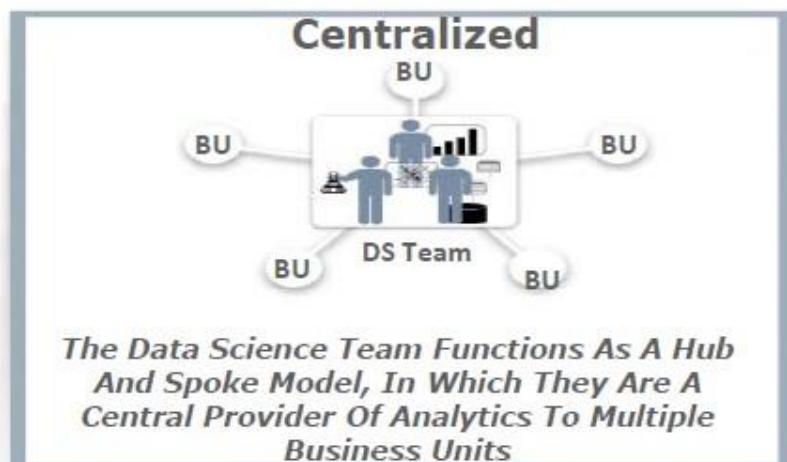 Centralized
BU
BU
BU
DS Team
BU
BU
The Data Science Team Functions As A Hub
And Spoke Model, In Which They Are A
Central Provider Of Analytics To Multiple
Business Units